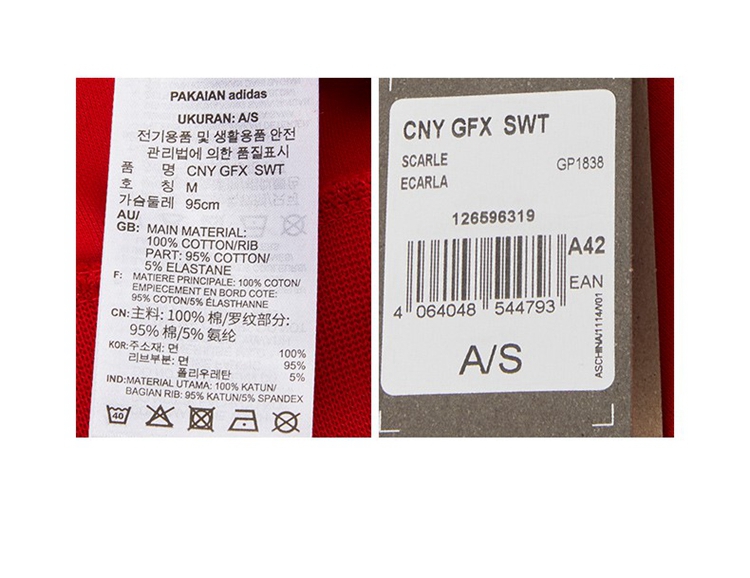 PAKAIAN adidas
UKURAN: A/S
전기용품 및 생활용품 안전
관리법에 의한 품질표시
품 명 CNY GFX SWT
호 칭 M
가슴둘레 95cm
AU/
GB: MAIN MATERIAL:
100% COTTON/RIB
PART: 95% COTTON/
5% ELASTANE
F: MATIERE PRINCIPALE: 100% COTON/
EMPIECEMENT EN BORD COTE:
95% COTON/5% ÉLASTHANNE
CN: 主料: 100% 棉/罗纹部分:
95% 棉/5% 氨纶
KOR: 주소재: 면 100%
리브부분: 면 95%
폴리우레탄 5%
IND: MATERIAL UTAMA: 100% KATUN/
BAGIAN RIB: 95% KATUN/5% SPANDEX
40
CNY GFX SWT
SCARLE GP1838
ECARLA
126596319
A42
EAN
4 064048 544793
A/S
ASCHINA/1114/V01